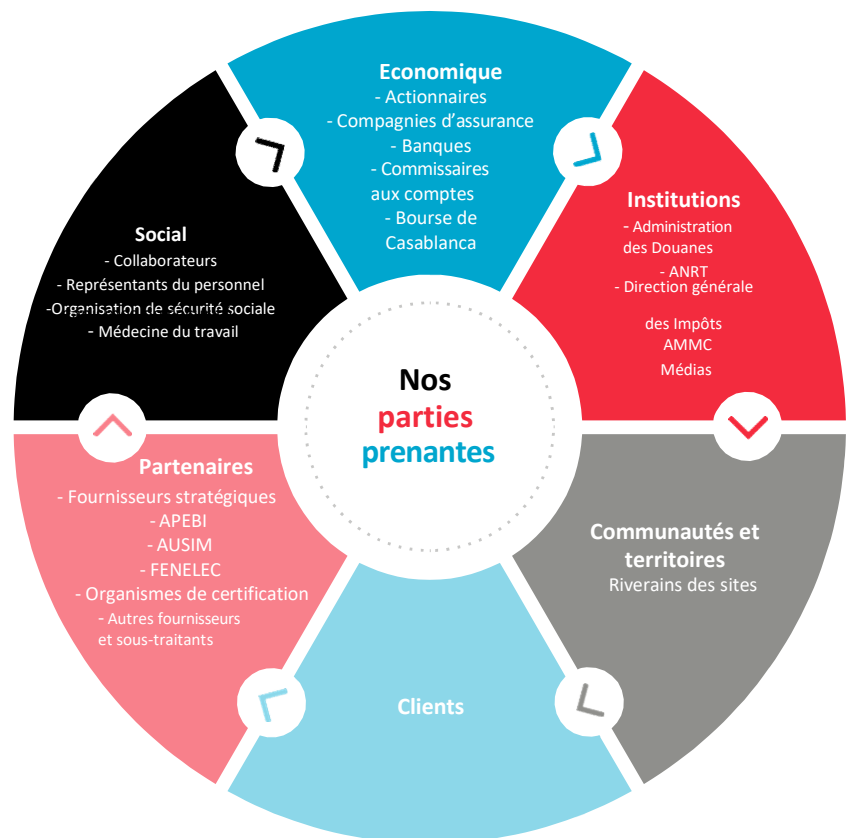 Economique
- Actionnaires
- Compagnies d’assurance
- Banques
- Commissaires
aux comptes
- Bourse de
Casablanca
Institutions
- Administration
des Douanes
- ANRT
- Direction générale
des Impôts
AMMC
Médias
Communautés et
territoires
Riverains des sites
Clients
Partenaires
- Fournisseurs stratégiques
- APEBI
- AUSIM
- FENELEC
- Organismes de certification
- Autres fournisseurs
et sous-traitants
Social
- Collaborateurs
- Représentants du personnel
-Organisation de sécurité sociale
- Médecine du travail
Nos
parties
prenantes